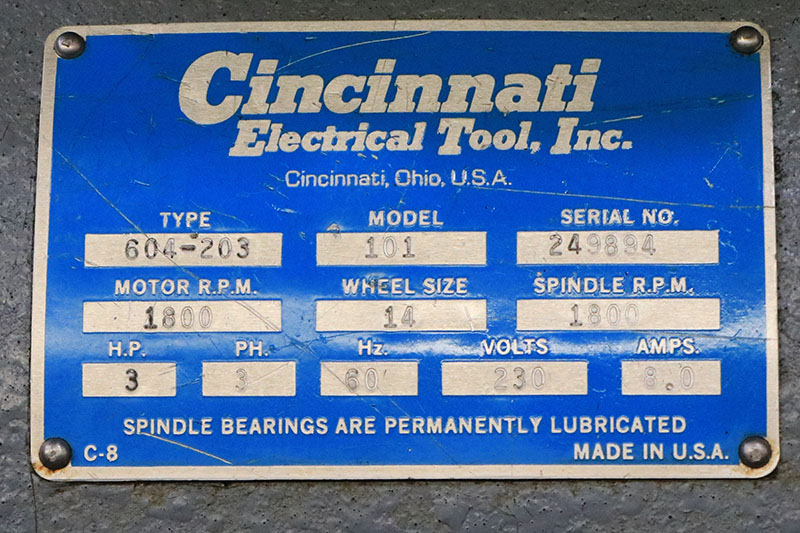 Cincinnati
Electrical Tool, Inc.
Cincinnati, Ohio, U.S.A.
TYPE MODEL SERIAL NO.
604-203 101 249894
MOTOR R.P.M. WHEEL SIZE SPINDLE R.P.M.
1800 14 1800
H.P. PH. Hz. VOLTS AMPS.
3 3 60 230 8.0
SPINDLE BEARINGS ARE PERMANENTLY LUBRICATED
C-8 MADE IN U.S.A.